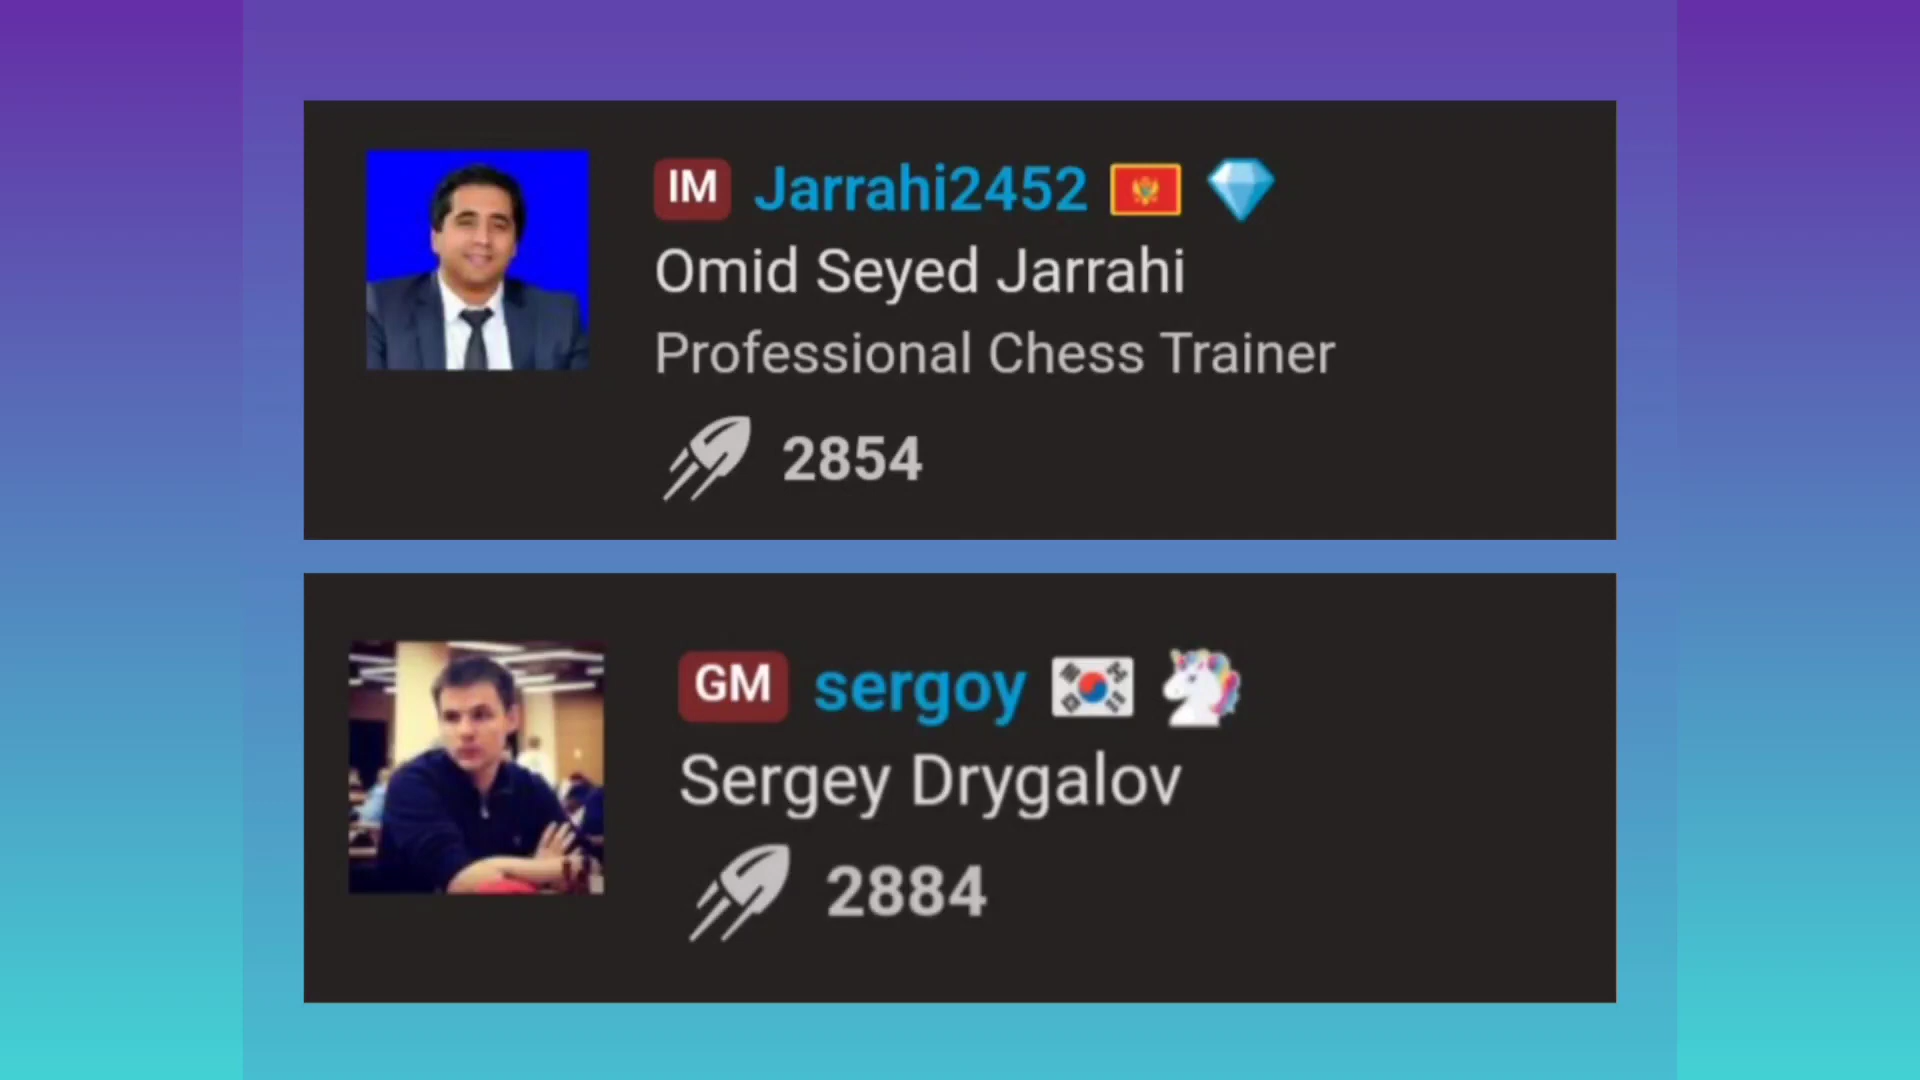 IM Jarrahi2452
Omid Seyed Jarrahi
Professional Chess Trainer
2854
GM sergoy
Sergey Drygalov
2884